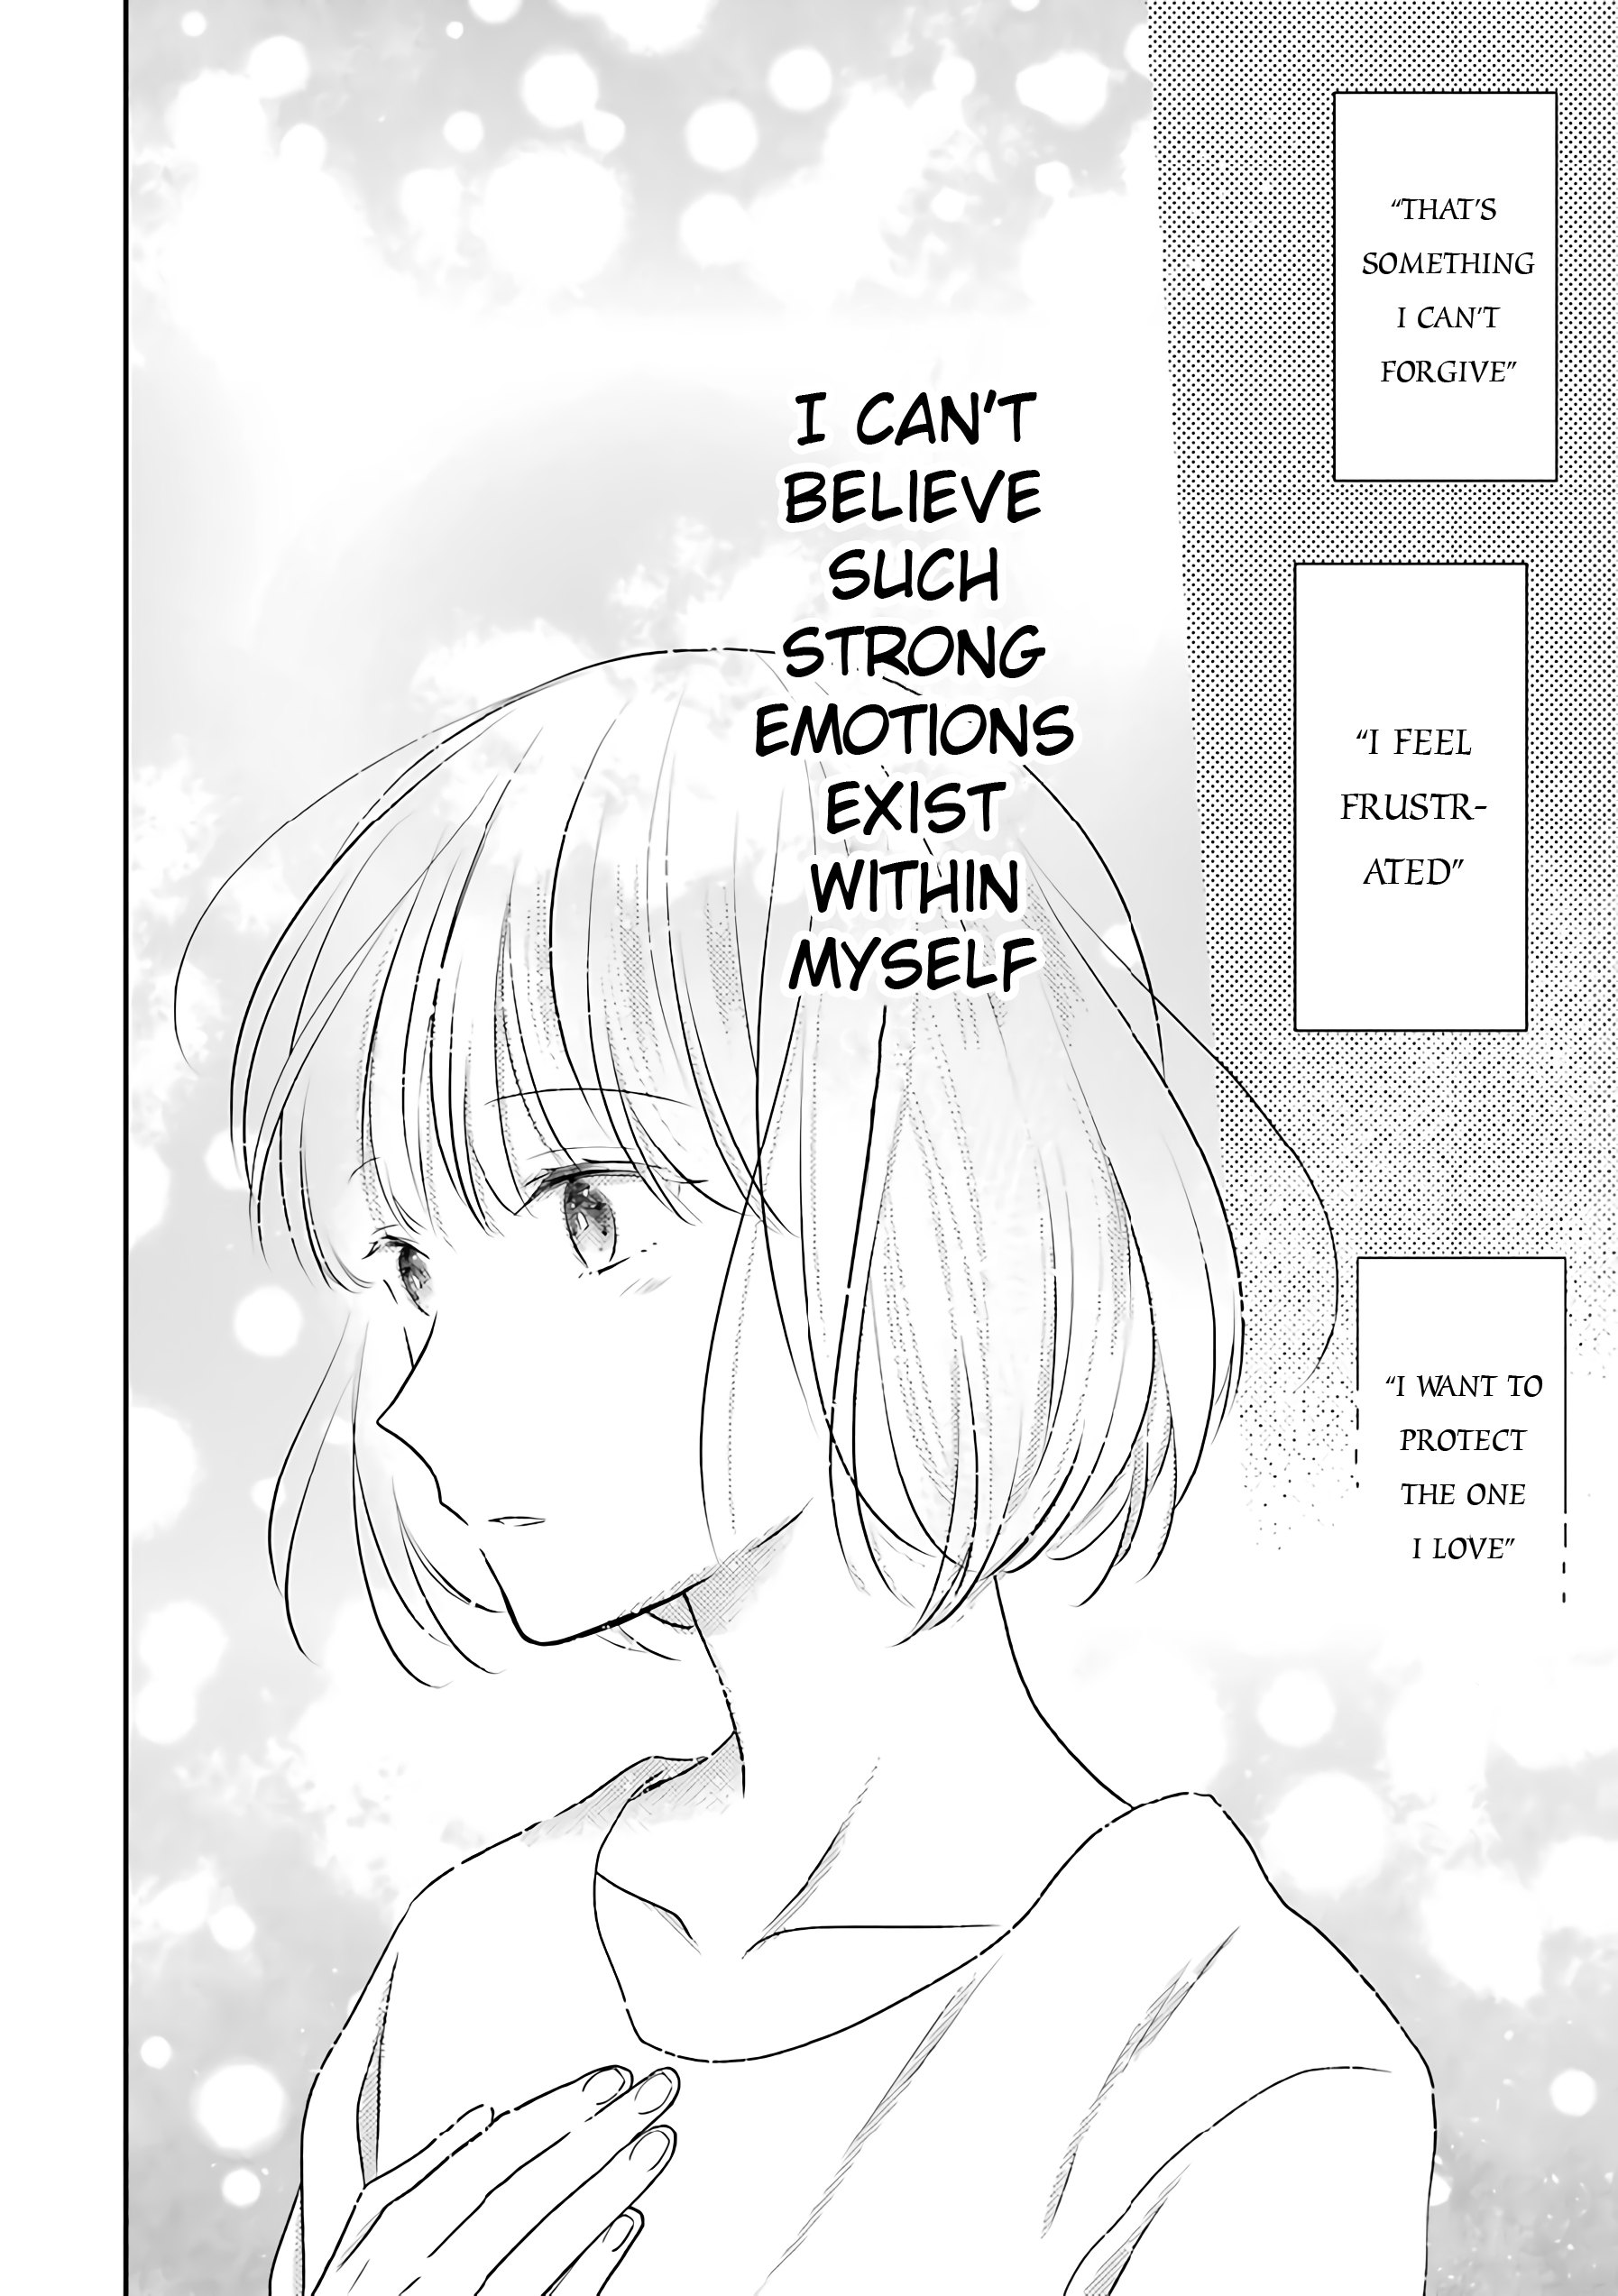 “THAT’S
SOMETHING
I CAN’T
FORGIVE”
“I FEEL
FRUSTR-
ATED”
“I WANT TO
PROTECT
THE ONE
I LOVE”
I CAN'T
BELIEVE
SUCH
STRONG
EMOTIONS
EXIST
WITHIN
MYSELF